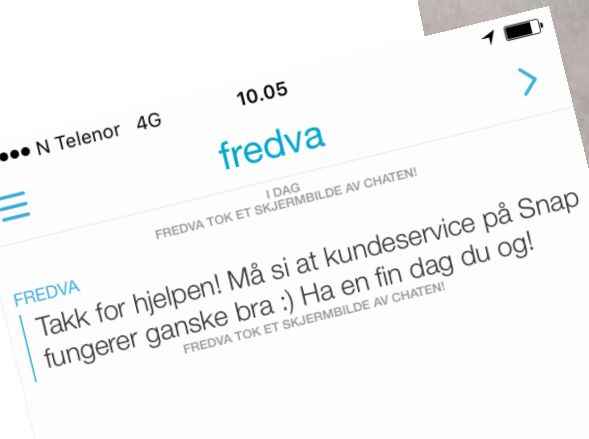 N Telenor 4G 10.05
fredva
I DAG
FREDVA TOK ET SKJERMBILDE AV CHATEN!
FREDVA
Takk for hjelpen! Må si at kundeservice på Snap
fungerer ganske bra :) Ha en fin dag du og!
FREDVA TOK ET SKJERMBILDE AV CHATEN!